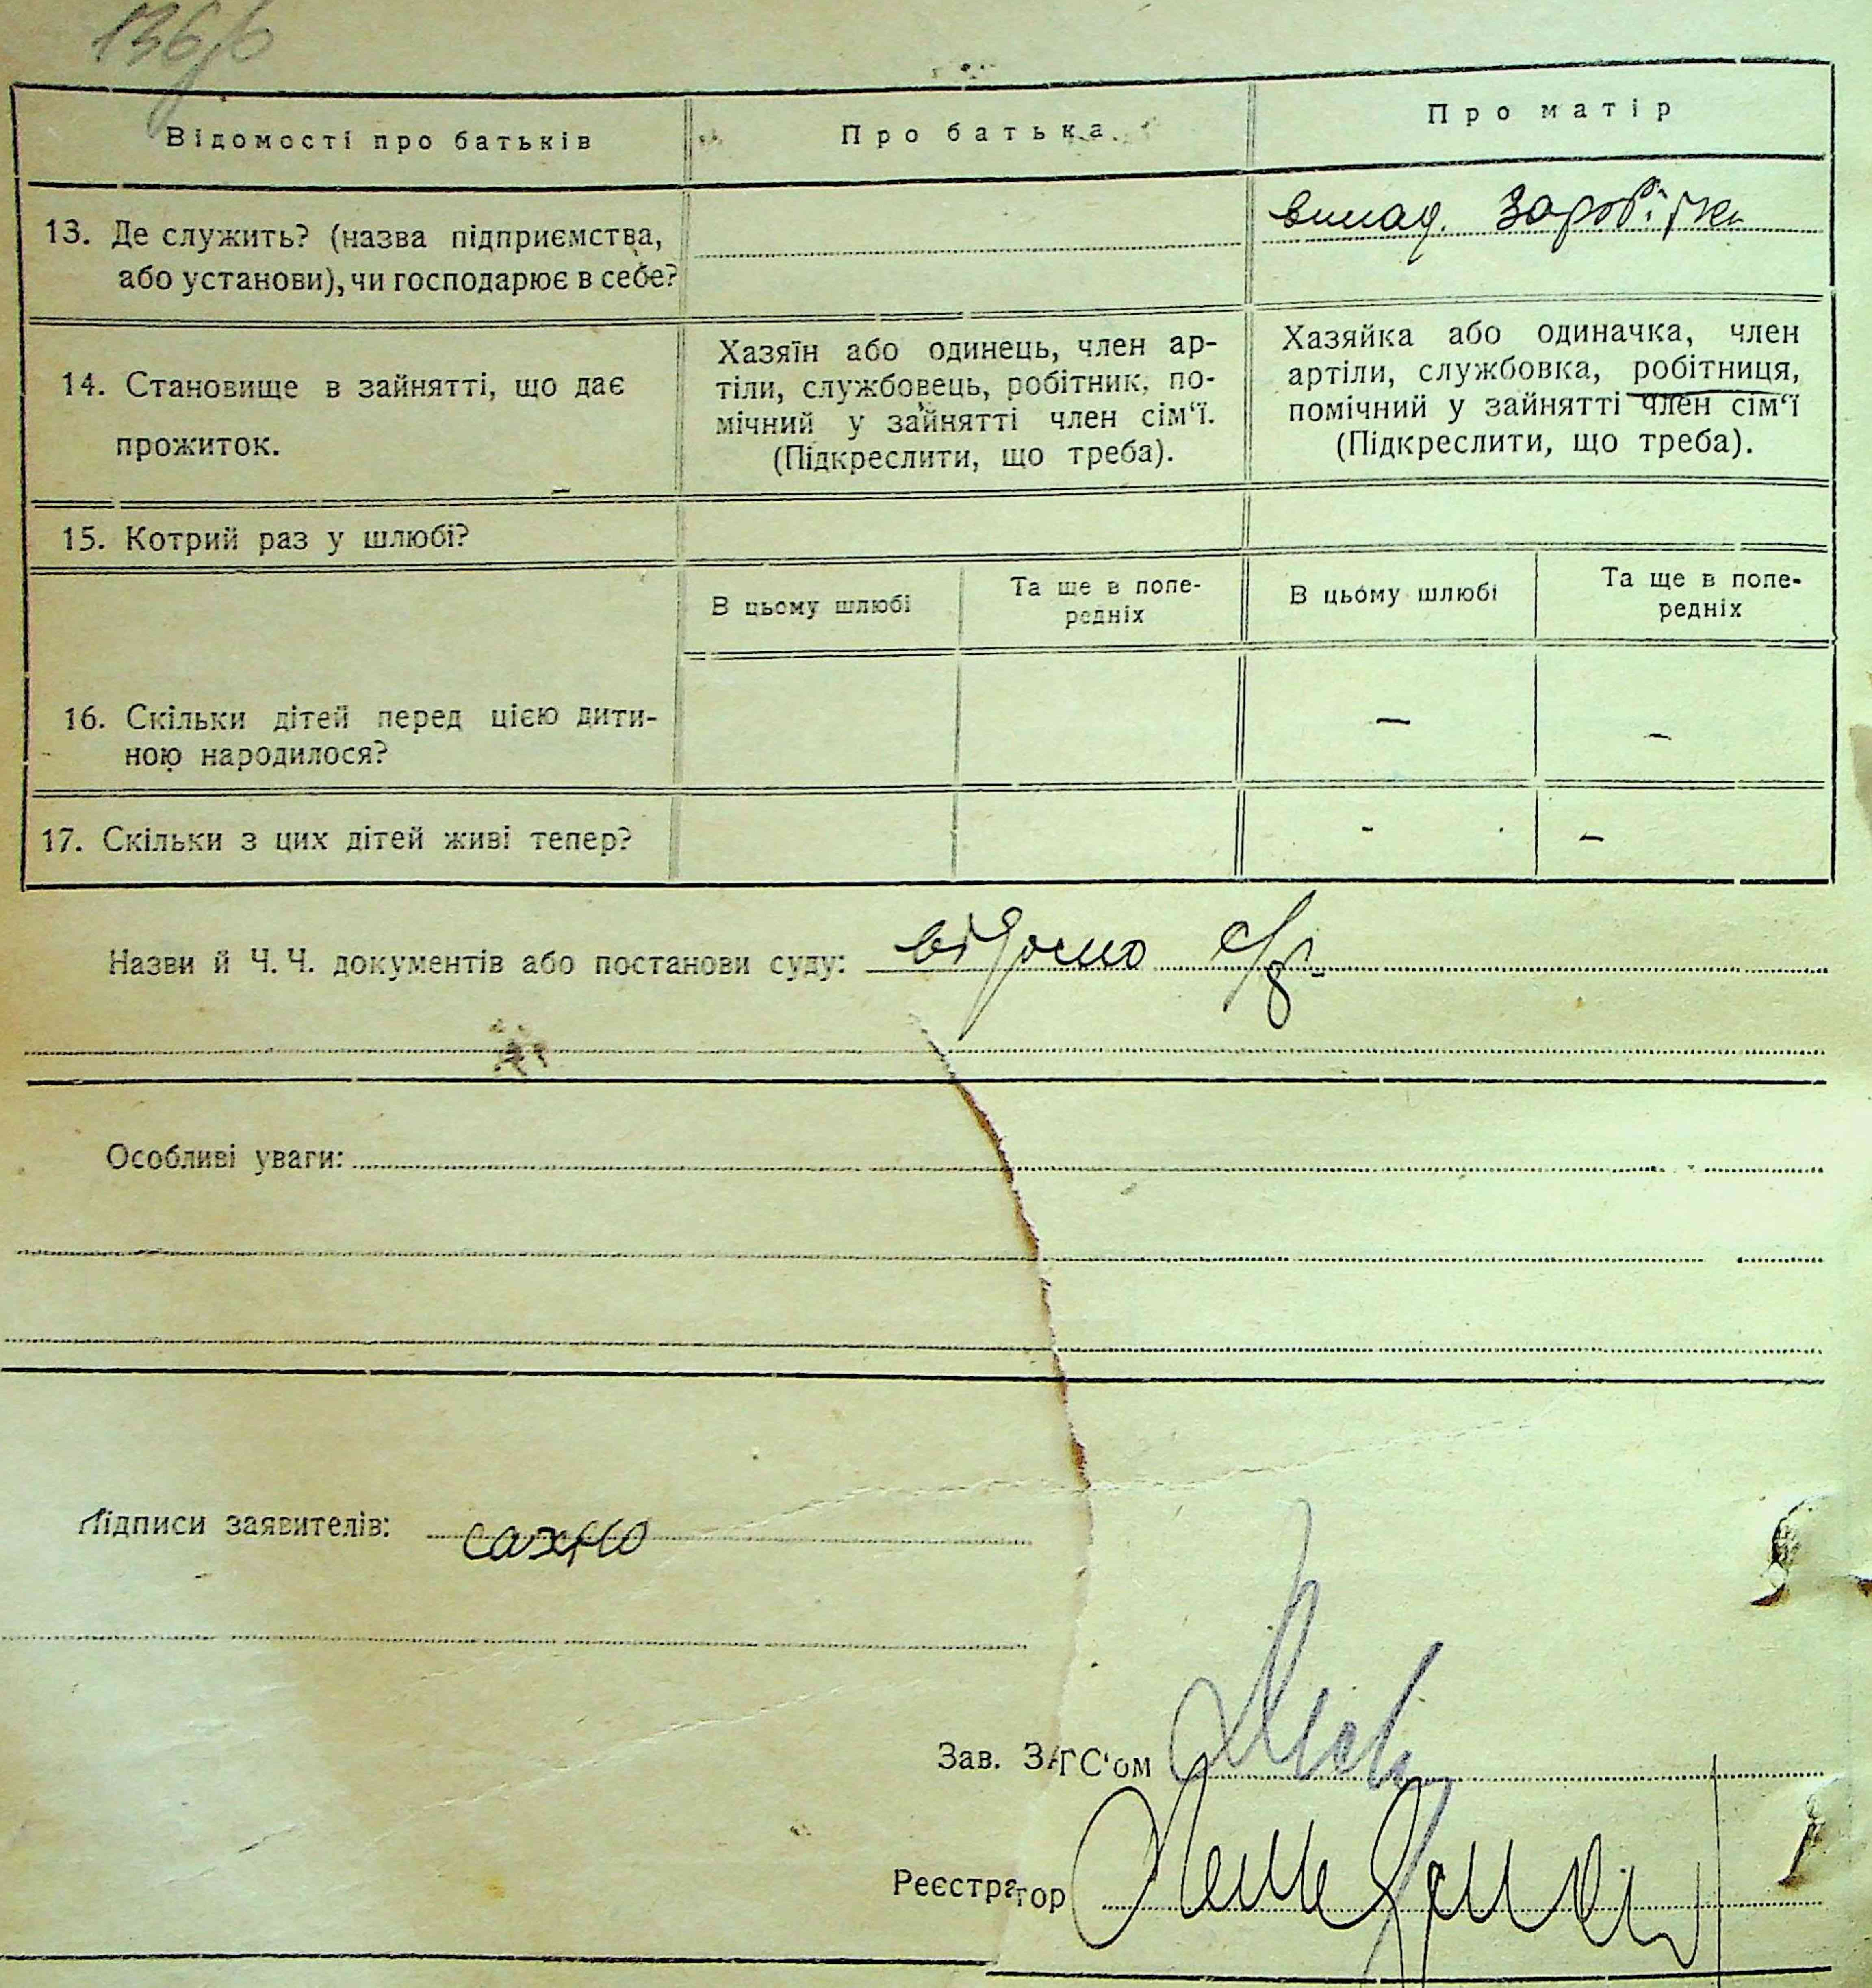 Відомості про батьків
Про батька
Про матір
13. Де служить? (назва підприємства,
або установи), чи господарює в себе?
випад. заробітки
14. Становище в зайнятті, що дає
прожиток.
Хазяїн або одинець, член ар-
тіли, службовець, робітник, по-
мічний у зайнятті член сім‘ї.
(Підкреслити, що треба).
Хазяйка або одиначка, член
артіли, службовка, робітниця,
помічний у зайнятті член сім‘ї
(Підкреслити, що треба).
15. Котрий раз у шлюбі?
В цьому шлюбі
Та ще в попе-
редніх
В цьому шлюбі
Та ще в попе-
редніх
16. Скільки дітей перед цією дити-
ною народилося?
— –
17. Скільки з цих дітей живі тепер?
- –
Назви й Ч. Ч. документів або постанови суду:
Особливі уваги:
Підписи заявителів: сахно
Зав. ЗАГС‘ом
Реєстратор